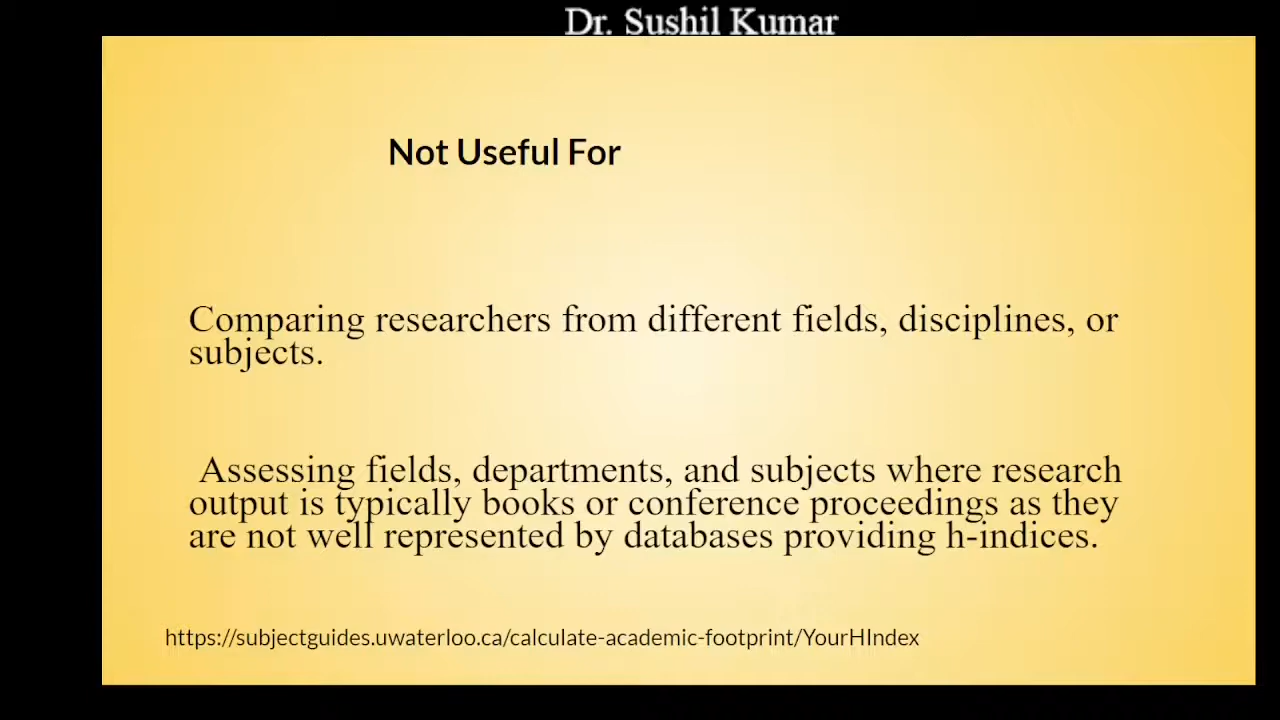 Dr. Sushil Kumar
Not Useful For
Comparing researchers from different fields, disciplines, or
subjects.
Assessing fields, departments, and subjects where research
output is typically books or conference proceedings as they
are not well represented by databases providing h-indices.
https://subjectguides.uwaterloo.ca/calculate-academic-footprint/YourHIndex